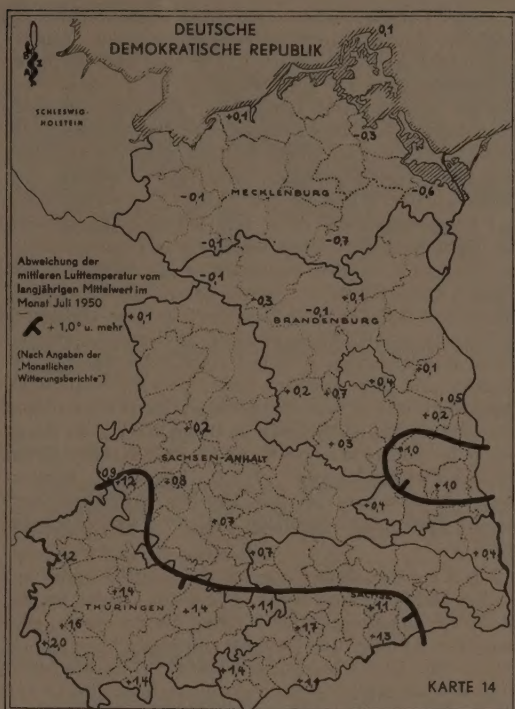 DEUTSCHE
DEMOKRATISCHE REPUBLIK
0,1
SCHLESWIG-
HOLSTEIN
+0,1
-0,3
-0,1
MECKLENBURG
-0,6
-0,1
-0,7
Abweichung der
mittleren Lufttemperatur vom
langjährigen Mittelwert im
Monat Juli 1950
+ 1,0° u. mehr
(Nach Angaben der
„Monatlichen
Witterungsberichte")
-0,1
+0,3
-0,1
+0,1
BRANDENBURG
+0,1
+0,1
+0,4
+0,2
+0,7
+0,5
+0,2
+0,2
+0,3
+1,0
SACHSEN-ANHALT
+0,9
+1,2
+0,8
+1,0
+0,4
+0,7
+1,2
+0,7
+0,4
+1,4
THÜRINGEN
+1,4
+1,1
SACHSE
+1,1
+1,6
+1,7
+2,0
+1,3
+1,4
+1,4
KARTE 14